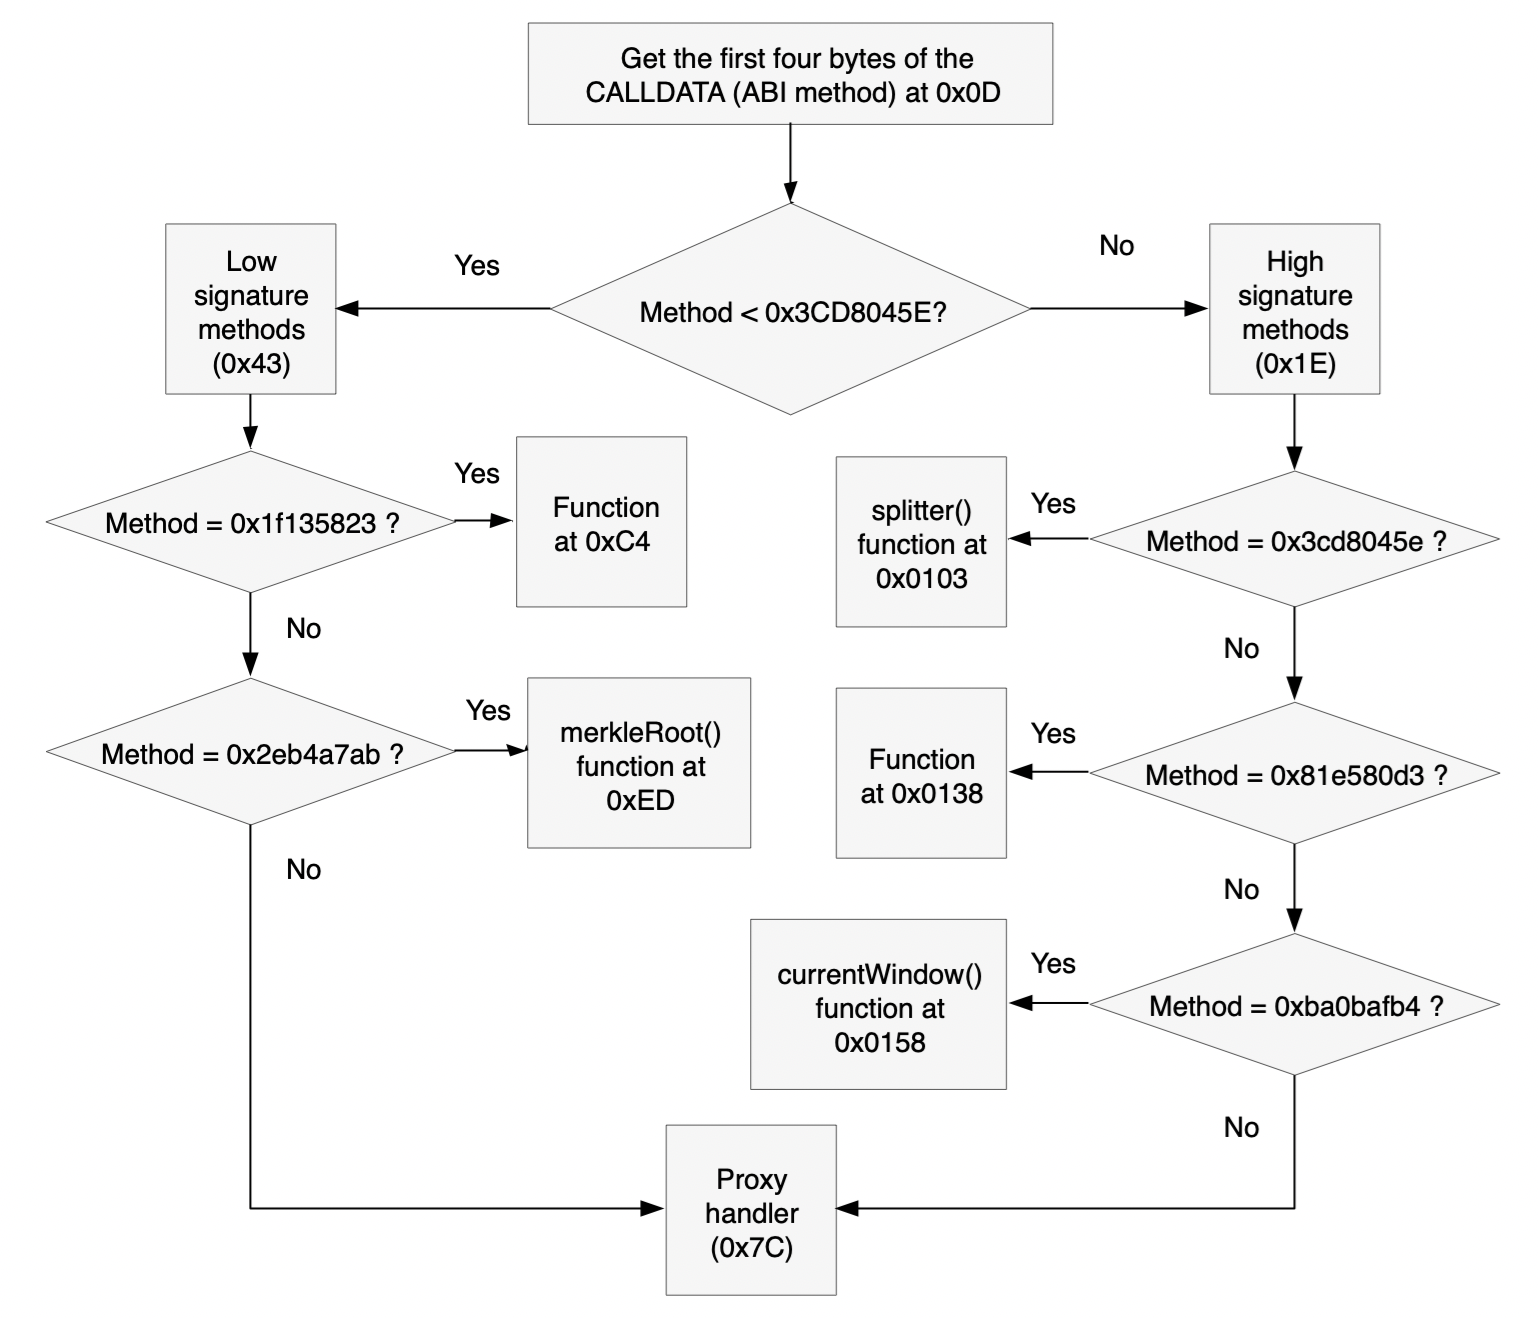 Get the first four bytes of the
CALLDATA (ABI method) at 0x0D
Low
signature
methods
(0x43)
Yes
Method < 0x3CD8045E?
No
High
signature
methods
(0x1E)
Method = 0x1f135823 ?
Yes
Function
at 0xC4
No
Method = 0x2eb4a7ab ?
Yes
merkleRoot()
function at
0xED
No
splitter()
function at
0x0103
Yes
Method = 0x3cd8045e ?
No
Function
at 0x0138
Yes
Method = 0x81e580d3 ?
No
currentWindow()
function at
0x0158
Yes
Method = 0xba0bafb4 ?
No
Proxy
handler
(0x7C)